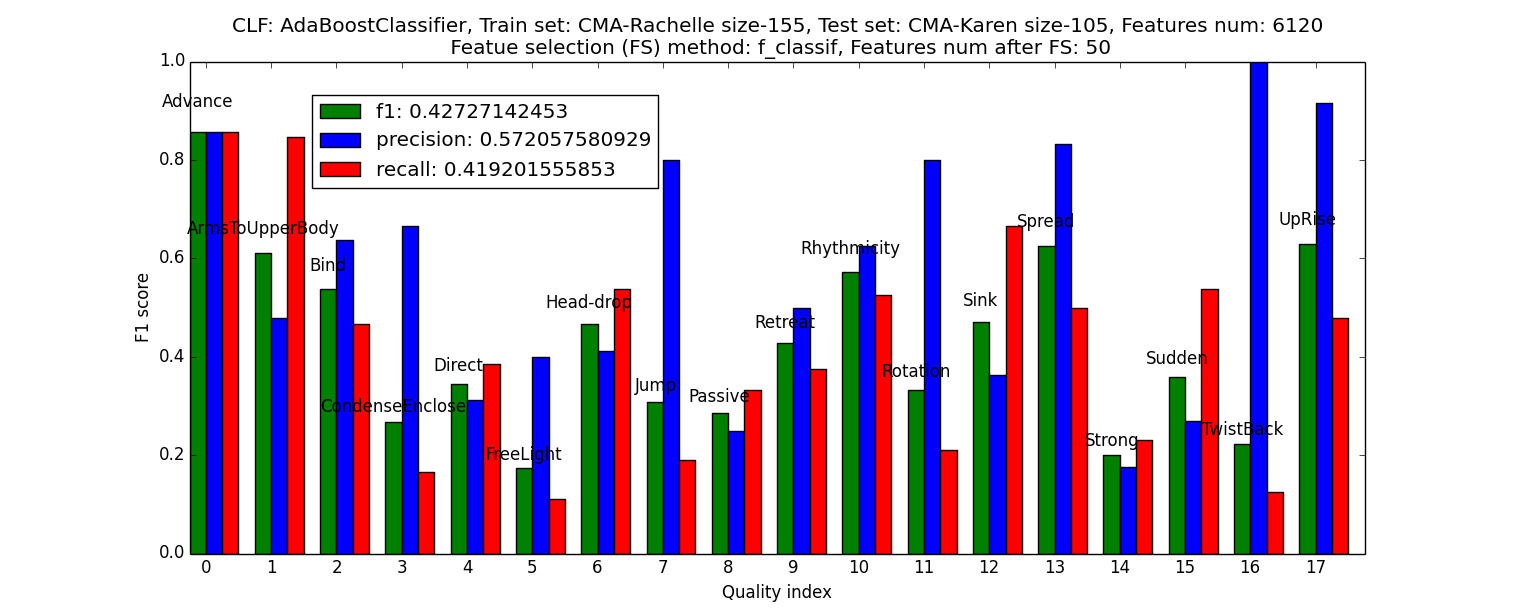 CLF: AdaBoostClassifier, Train set: CMA-Rachelle size-155, Test set: CMA-Karen size-105, Features num: 6120
Featue selection (FS) method: f_classif, Features num after FS: 50
f1: 0.42727142453
precision: 0.572057580929
recall: 0.419201555853
F1 score
1.0
0.8
0.6
0.4
0.2
0.0
Advance
ArmsToUpperBody
Bind
CondenseEnclose
Direct
FreeLight
Head-drop
Jump
Passive
Retreat
Rhythmicity
Rotation
Sink
Spread
Strong
Sudden
TwistBack
UpRise
0 1 2 3 4 5 6 7 8 9 10 11 12 13 14 15 16 17
Quality index